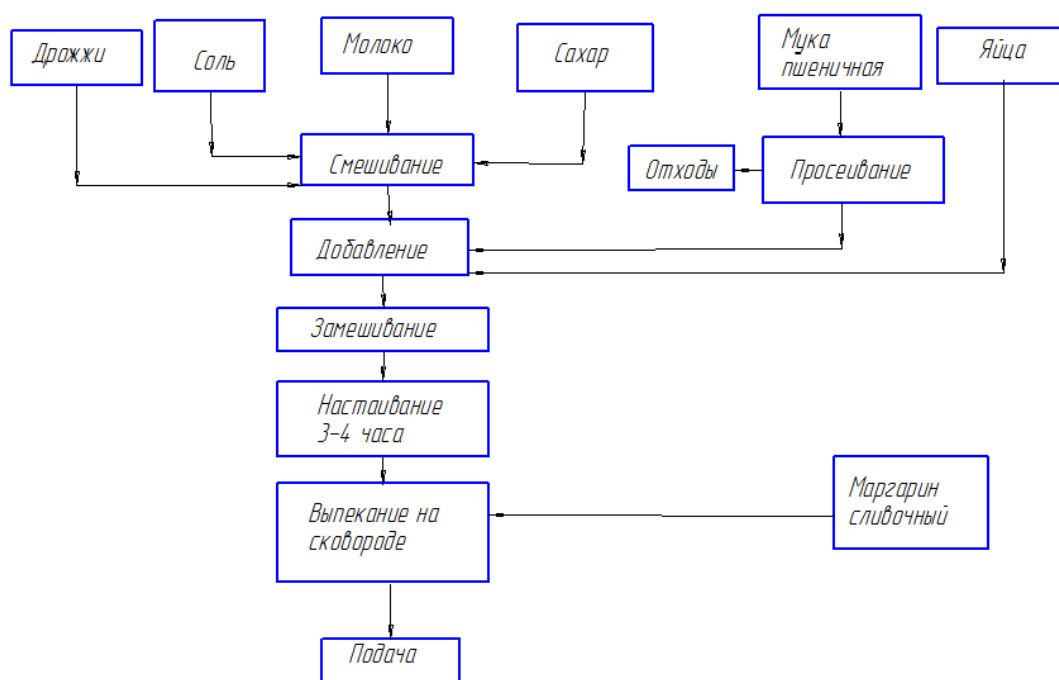 Дрожжи
Соль
Молоко
Сахар
Мука
пшеничная
Яйца
Смешивание
Отходы
Просеивание
Добавление
Замешивание
Настаивание
3-4 часа
Выпекание на
сковороде
Маргарин
сливочный
Подача